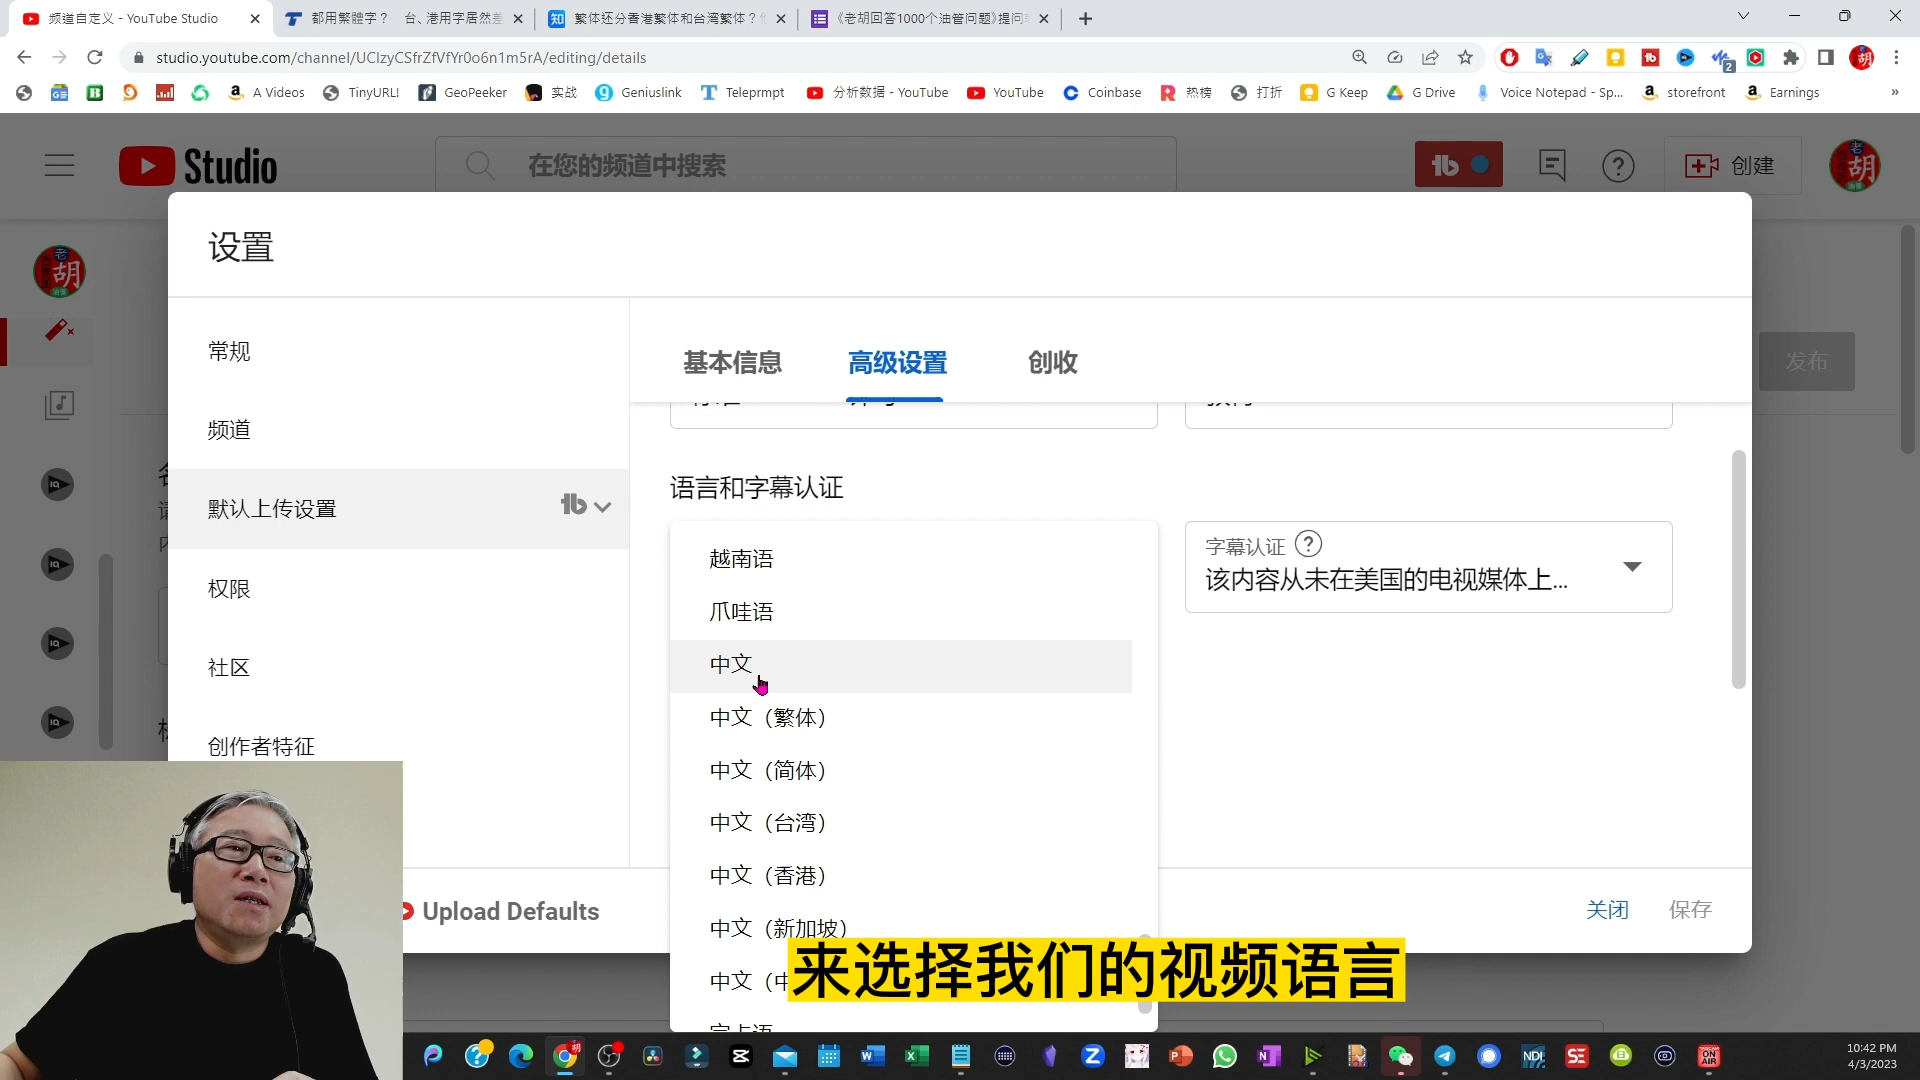 频道自定义 - YouTube Studio
都用繁體字？ 台、港用字居然差
繁体还分香港繁体和台湾繁体？
《老胡回答1000个油管问题》提问
studio.youtube.com/channel/UClzyCSfrZfVfYr0o6n1m5rA/editing/details
A Videos
TinyURL!
GeoPeeker
实战
Geniuslink
Teleprmpt
分析数据 - YouTube
YouTube
Coinbase
热榜
打折
G Keep
G Drive
Voice Notepad - Sp...
storefront
Earnings
»
Studio
在您的频道中搜索
创建
设置
常规
频道
默认上传设置
权限
社区
创作者特征
基本信息
高级设置
创收
发布
语言和字幕认证
越南语
爪哇语
中文
中文（繁体）
中文（简体）
中文（台湾）
中文（香港）
中文（新加坡）
中文（中
字幕认证
该内容从未在美国的电视媒体上...
Upload Defaults
关闭
保存
来选择我们的视频语言
10:42 PM
4/3/2023